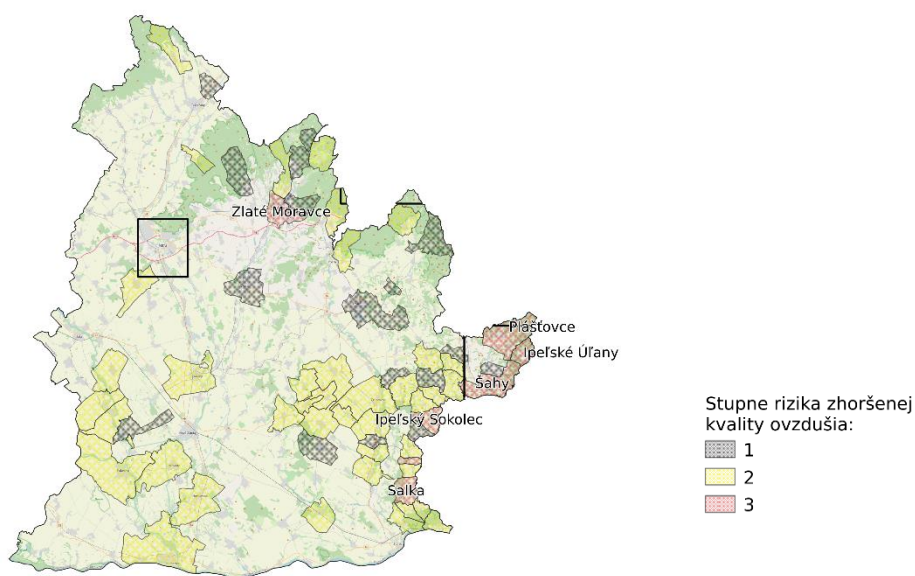 Zlaté Moravce
Plášťovce
Ipeľské Úľany
Šahy
Ipeľský Sokolec
Salka
Stupne rizika zhoršenej
kvality ovzdušia:
1
2
3